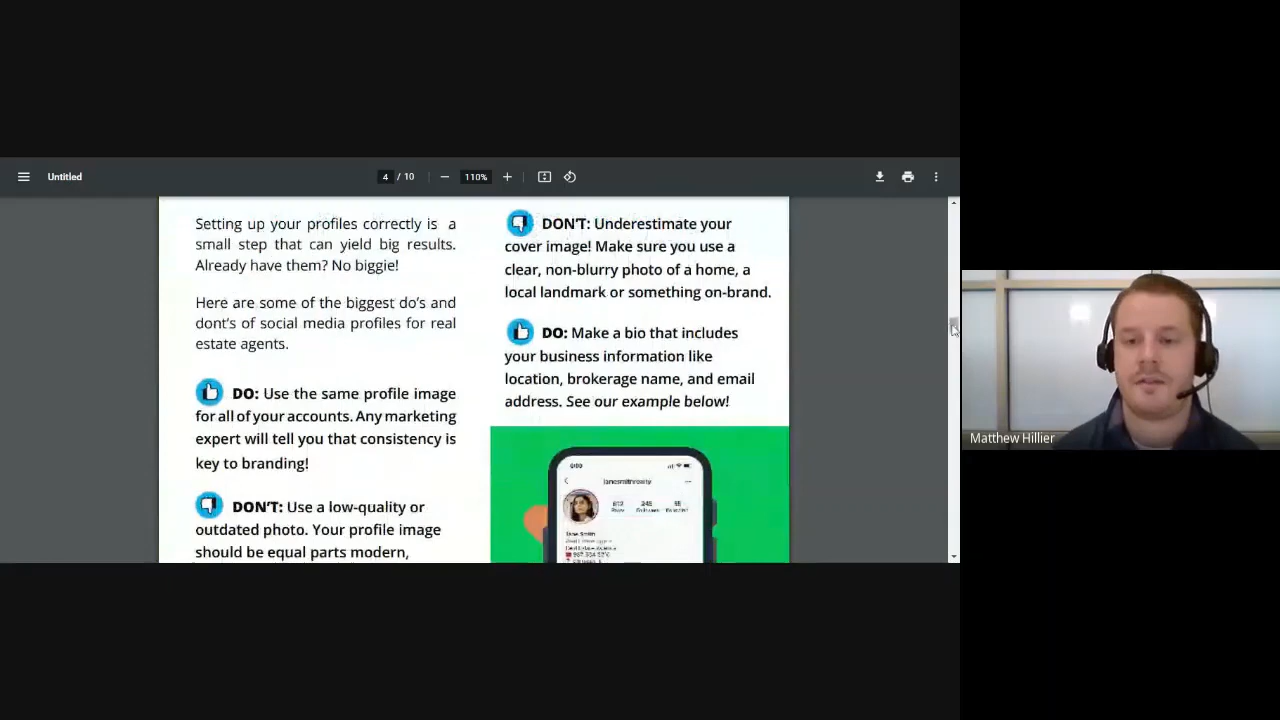 Untitled
4 / 10
110%
Setting up your profiles correctly is a
small step that can yield big results.
Already have them? No biggie!
Here are some of the biggest do's and
dont's of social media profiles for real
estate agents.
DO: Use the same profile image
for all of your accounts. Any marketing
expert will tell you that consistency is
key to branding!
DON'T: Use a low-quality or
outdated photo. Your profile image
should be equal parts modern,
DON'T: Underestimate your
cover image! Make sure you use a
clear, non-blurry photo of a home, a
local landmark or something on-brand.
DO: Make a bio that includes
your business information like
location, brokerage name, and email
address. See our example below!
janesmithrealty
Jane Smith
Matthew Hillier